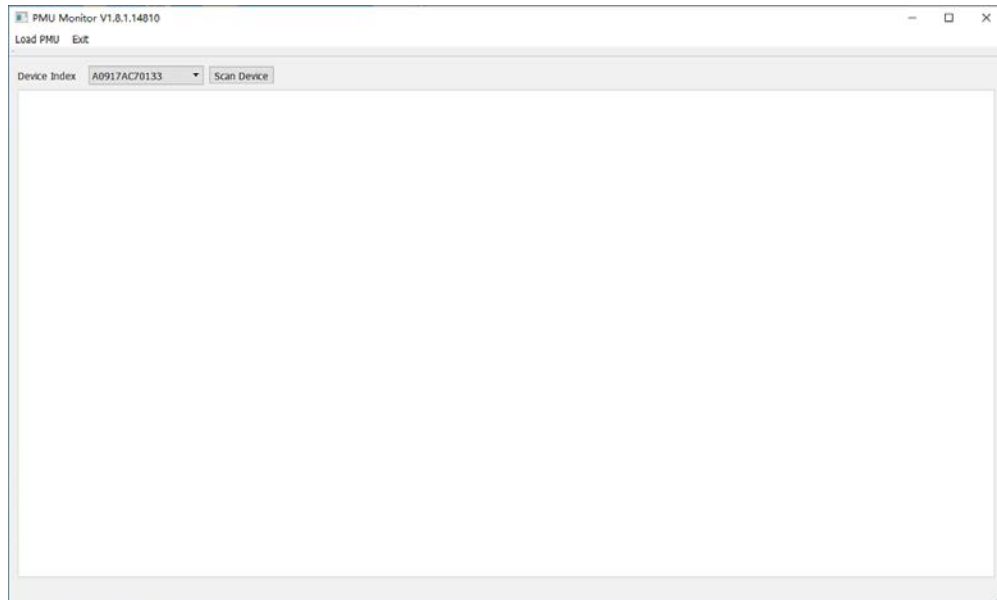 PMU Monitor V1.8.1.14810
Load PMU Exit
Device Index A0917AC70133 Scan Device